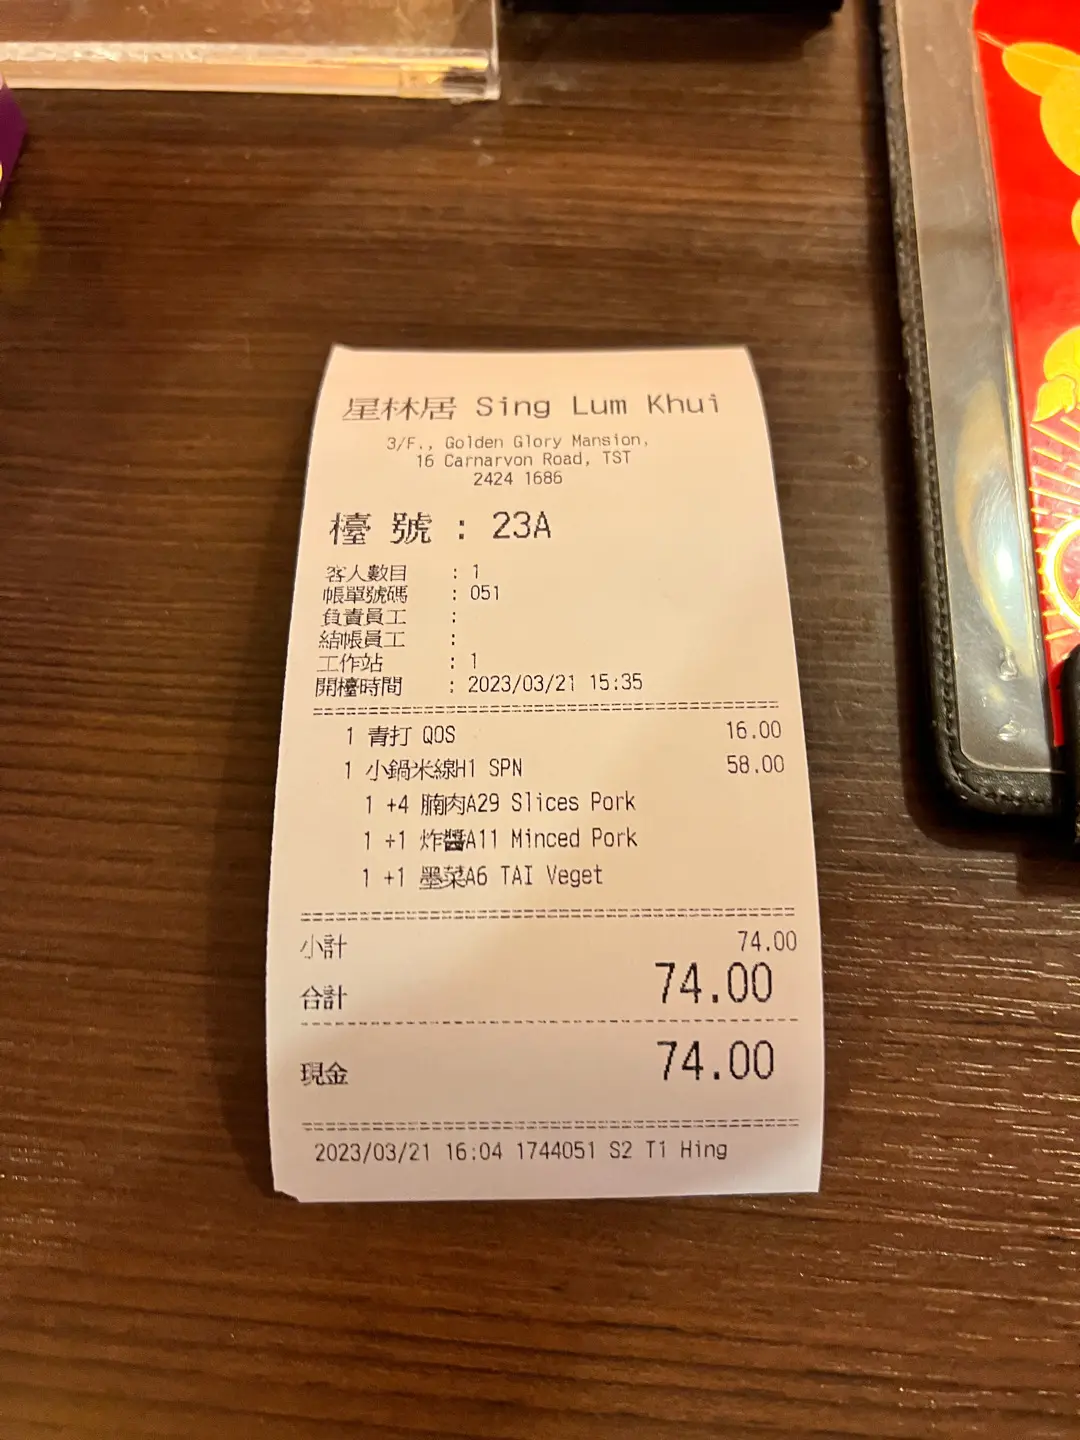 星林居 Sing Lum Khui
3/F., Golden Glory Mansion,
16 Carnarvon Road, TST
2424 1686
檯 號 : 23A
客人數目 : 1
帳單號碼 : 051
負責員工 :
結帳員工 :
工作站 : 1
開檯時間 : 2023/03/21 15:35
1 青打 QOS 16.00
1 小鍋米線H1 SPN 58.00
1 +4 腩肉A29 Slices Pork
1 +1 炸醬A11 Minced Pork
1 +1 墨菜A6 TAI Veget
小計 74.00
合計 74.00
現金 74.00
2023/03/21 16:04 1744051 S2 T1 Hing